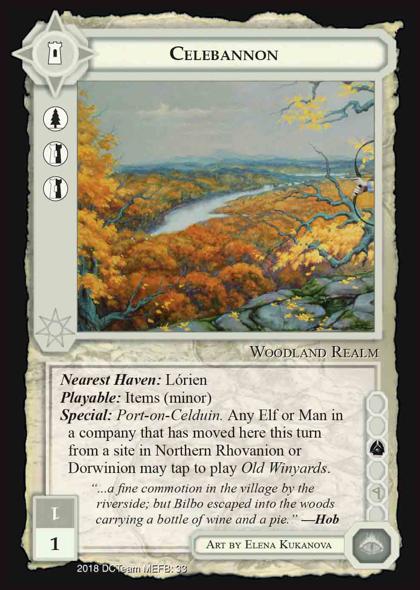 Celebannon
Woodland Realm
Nearest Haven: Lórien
Playable: Items (minor)
Special: Port-on-Celduin. Any Elf or Man in
a company that has moved here this turn
from a site in Northern Rhovanion or
Dorwinion may tap to play Old Winyards.
“...a fine commotion in the village by the
riverside; but Bilbo escaped into the woods
carrying a bottle of wine and a pie.” —Hob
1
1
Art by Elena Kukanova
2018 DCTeam MEFB: 33